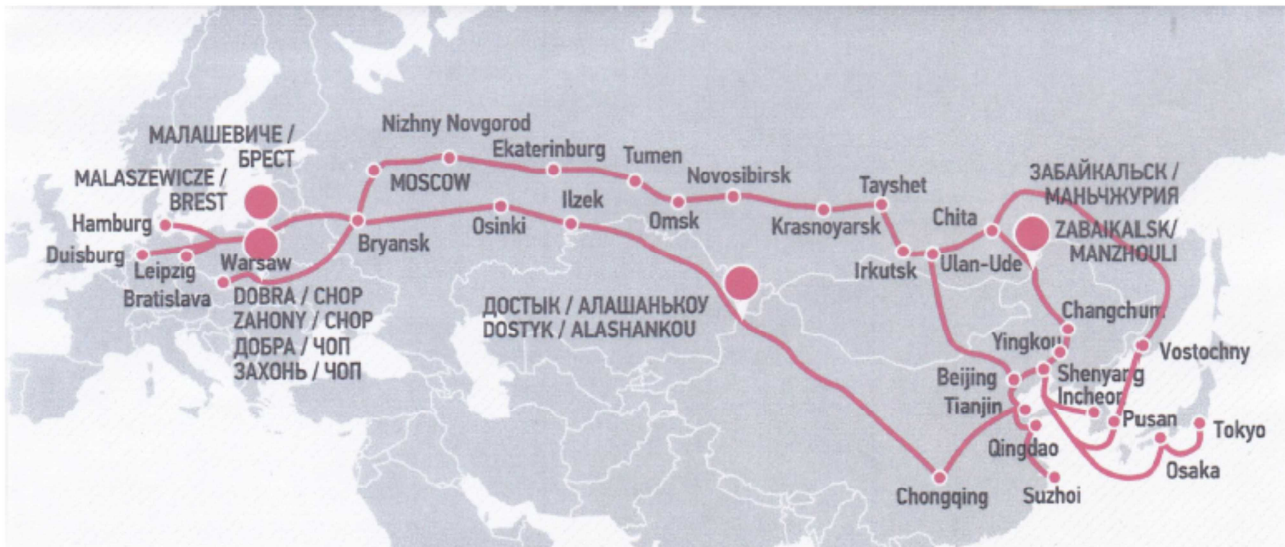 Nizhny Novgorod
МАЛАШЕВИЧЕ /
БРЕСТ
Ekaterinburg
Tumen
Novosibirsk
Tayshet
ЗАБАЙКАЛЬСК /
МАНЬЧЖУРИЯ
MALASZEWICZE /
BREST
MOSCOW
Ilzek
Hamburg
Osinki
Omsk
Krasnoyarsk
Chita
ZABAIKALSK/
MANZHOULI
Duisburg
Leipzig
Warsaw
Bryansk
Irkutsk
Ulan-Ude
Bratislava
DOBRA / CHOP
ZAHONY / CHOP
ДОБРА / ЧОП
ЗАХОНЬ / ЧОП
ДОСТЫК / АЛАШАНЬКОУ
DOSTYK / ALASHANKOU
Changchum
Yingkou
Vostochny
Beijing
Shenyang
Incheon
Tianjin
Pusan
Tokyo
Qingdao
Osaka
Chongqing
Suzhoi